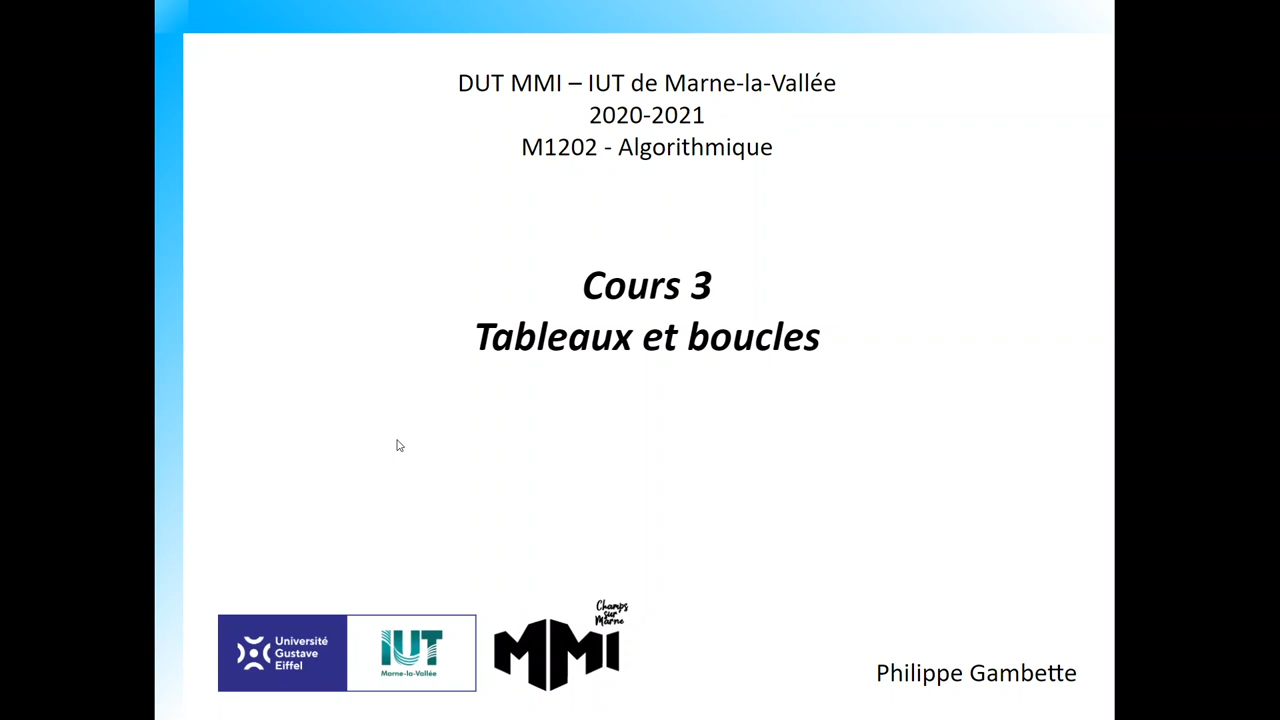 DUT MMI – IUT de Marne-la-Vallée
2020-2021
M1202 - Algorithmique
Cours 3
Tableaux et boucles
Université
Gustave
Eiffel
IUT
Marne-la-Vallée
Champs
sur
Marne
MMI
Philippe Gambette